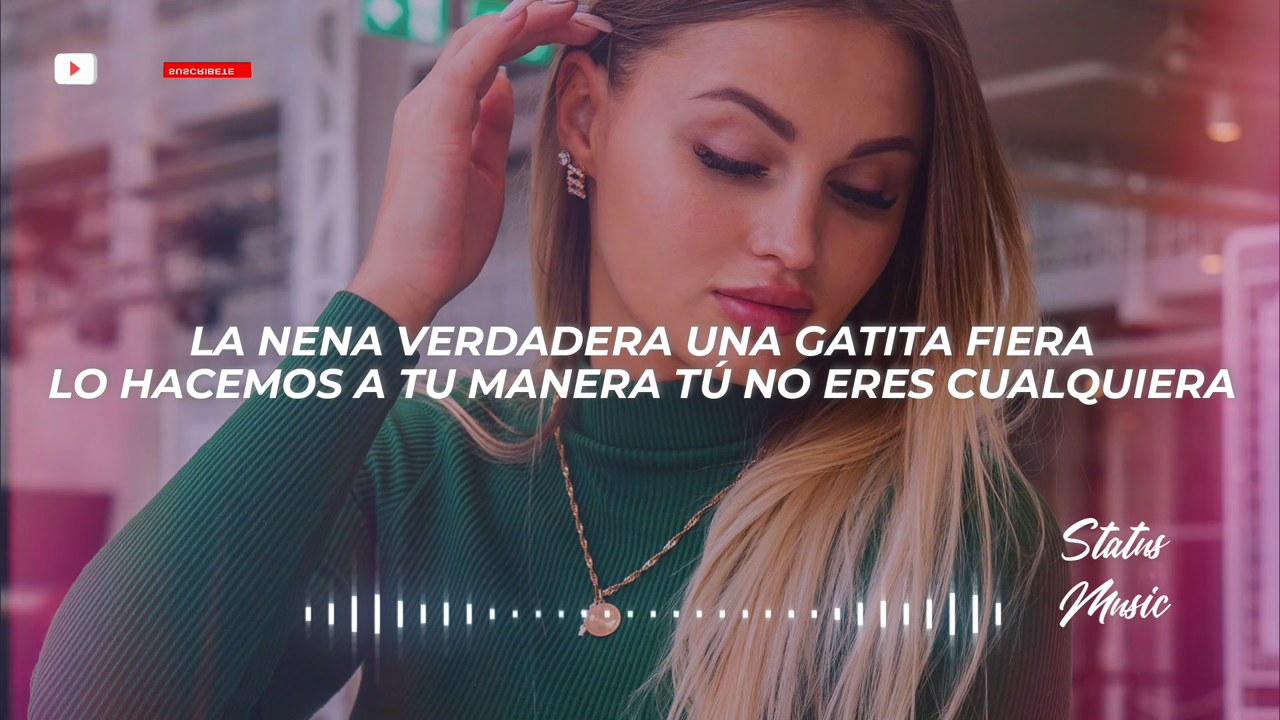 SUSCRIBETE
LA NENA VERDADERA UNA GATITA FIERA
LO HACEMOS A TU MANERA TÚ NO ERES CUALQUIERA
Status
Music